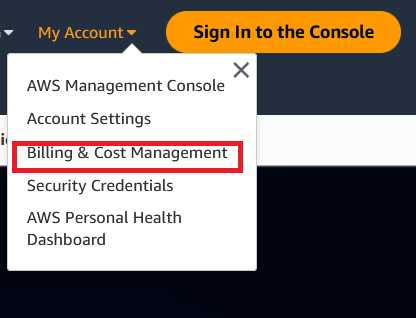 My Account
Sign In to the Console
AWS Management Console
Account Settings
Billing & Cost Management
Security Credentials
AWS Personal Health
Dashboard